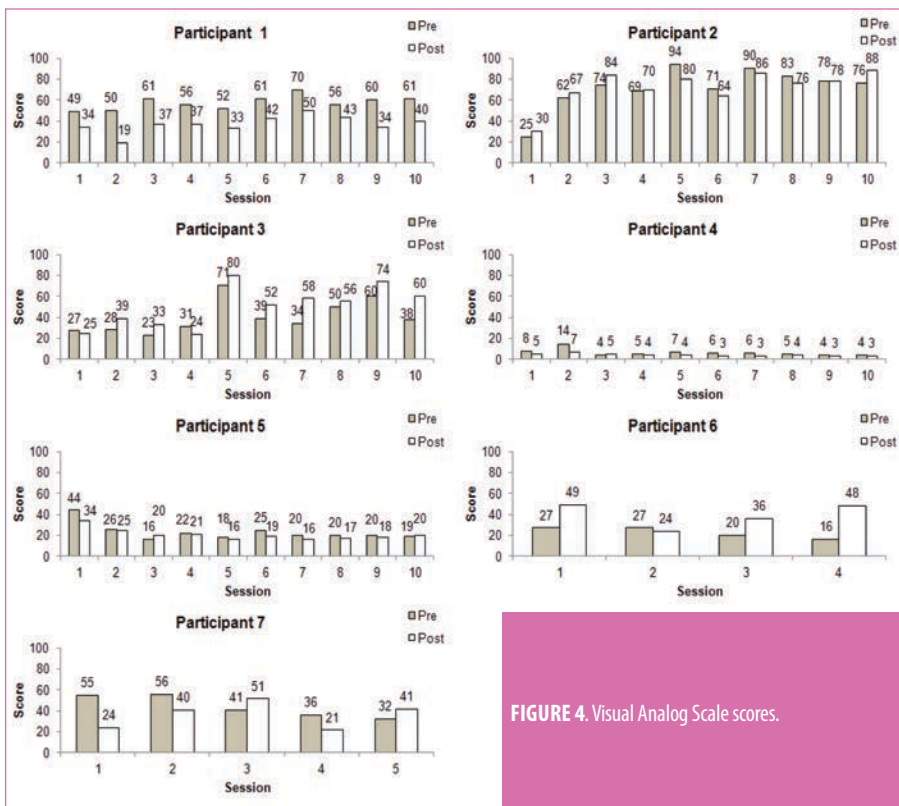 Participant 1
Pre
Post
Score
100
80
60
40
20
0
49 34 50 19 61 37 56 37 52 33 61 42 70 50 56 43 60 34 61 40
1 2 3 4 5 6 7 8 9 10
Session
Participant 2
Pre
Post
Score
100
80
60
40
20
0
25 30 62 67 74 84 69 70 94 80 71 64 90 86 83 76 78 78 76 88
1 2 3 4 5 6 7 8 9 10
Session
Participant 3
Pre
Post
Score
100
80
60
40
20
0
27 25 28 39 23 33 31 24 71 80 39 52 34 58 50 56 60 74 38 60
1 2 3 4 5 6 7 8 9 10
Session
Participant 4
Pre
Post
Score
100
80
60
40
20
0
8 5 14 7 4 5 5 4 7 4 6 3 6 3 5 4 4 3 4 3
1 2 3 4 5 6 7 8 9 10
Session
Participant 5
Pre
Post
Score
100
80
60
40
20
0
44 34 26 25 16 20 22 21 18 16 25 19 20 16 20 17 20 18 19 20
1 2 3 4 5 6 7 8 9 10
Session
Participant 6
Pre
Post
Score
100
80
60
40
20
0
27 49 27 24 20 36 16 48
1 2 3 4
Session
Participant 7
Pre
Post
Score
100
80
60
40
20
0
55 24 56 40 41 51 36 21 32 41
1 2 3 4 5
Session
FIGURE 4. Visual Analog Scale scores.